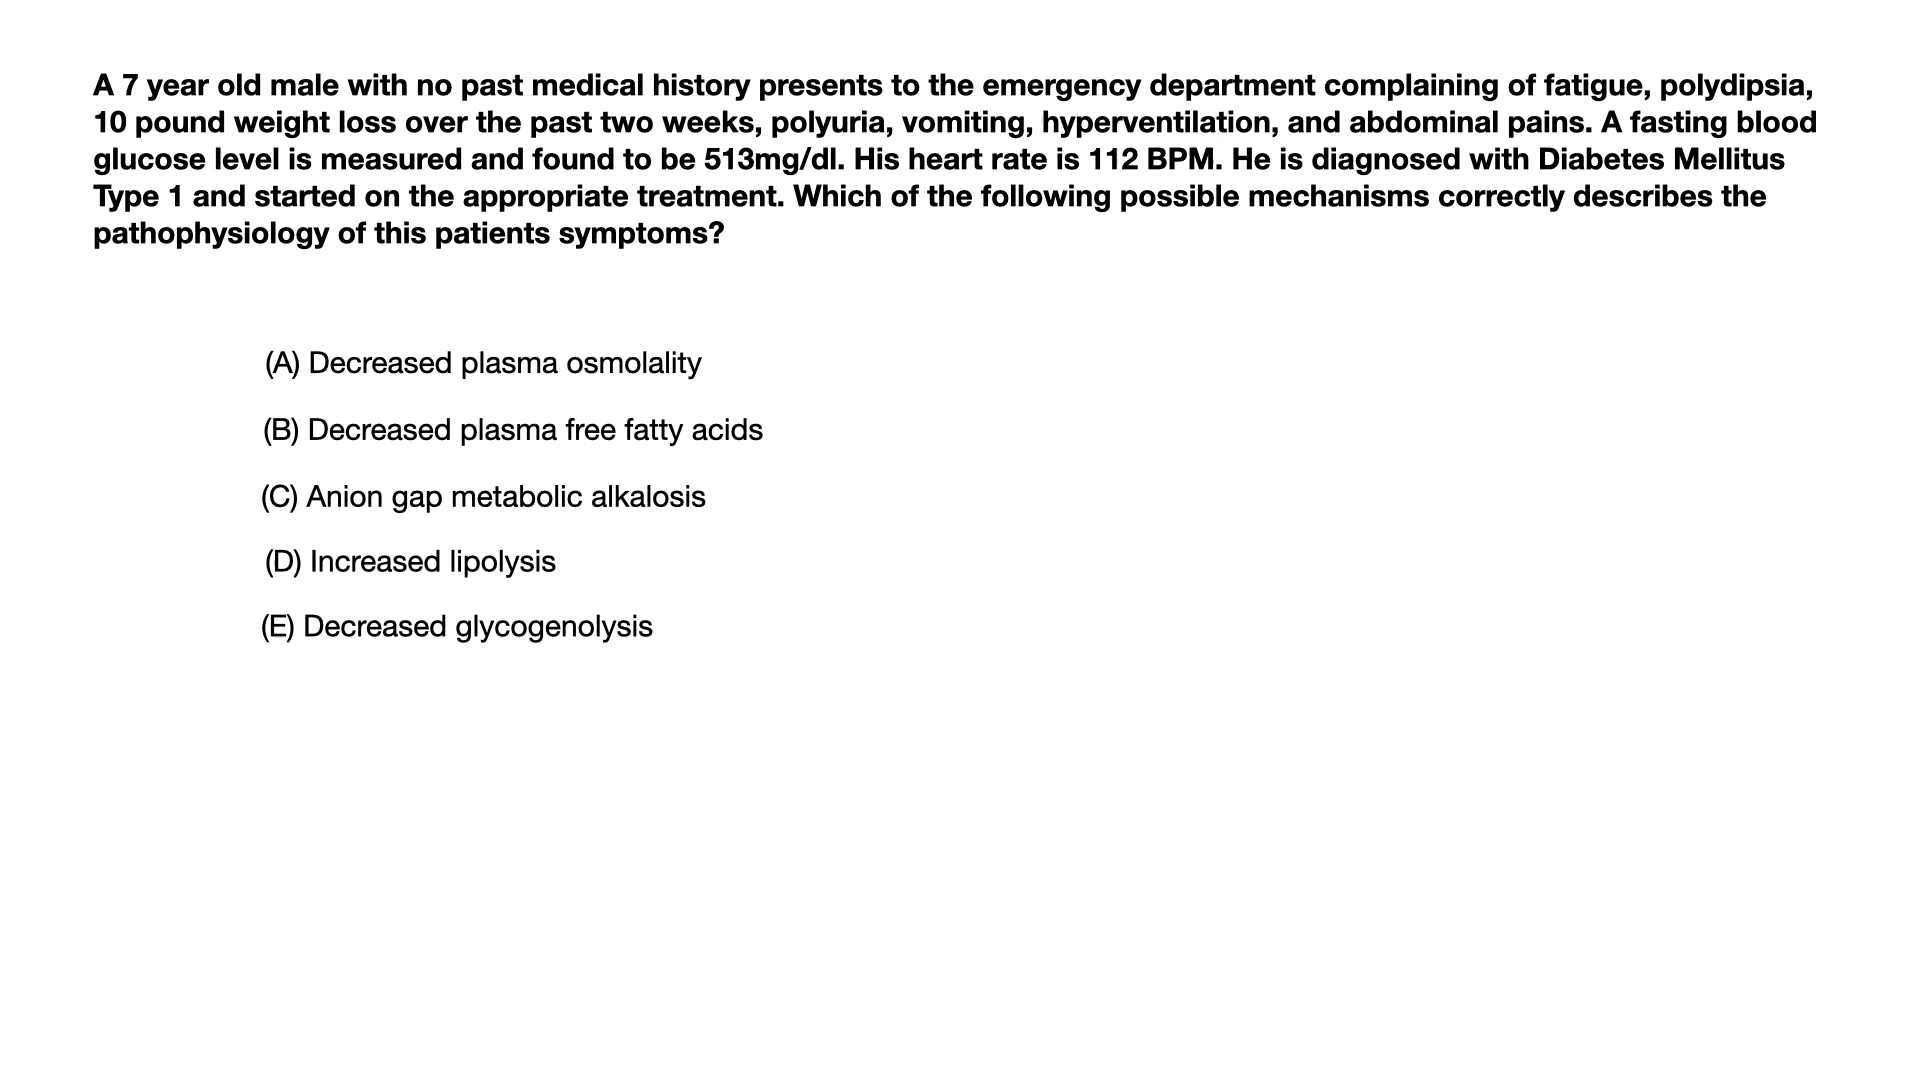 A 7 year old male with no past medical history presents to the emergency department complaining of fatigue, polydipsia,
10 pound weight loss over the past two weeks, polyuria, vomiting, hyperventilation, and abdominal pains. A fasting blood
glucose level is measured and found to be 513mg/dl. His heart rate is 112 BPM. He is diagnosed with Diabetes Mellitus
Type 1 and started on the appropriate treatment. Which of the following possible mechanisms correctly describes the
pathophysiology of this patients symptoms?
(A) Decreased plasma osmolality
(B) Decreased plasma free fatty acids
(C) Anion gap metabolic alkalosis
(D) Increased lipolysis
(E) Decreased glycogenolysis